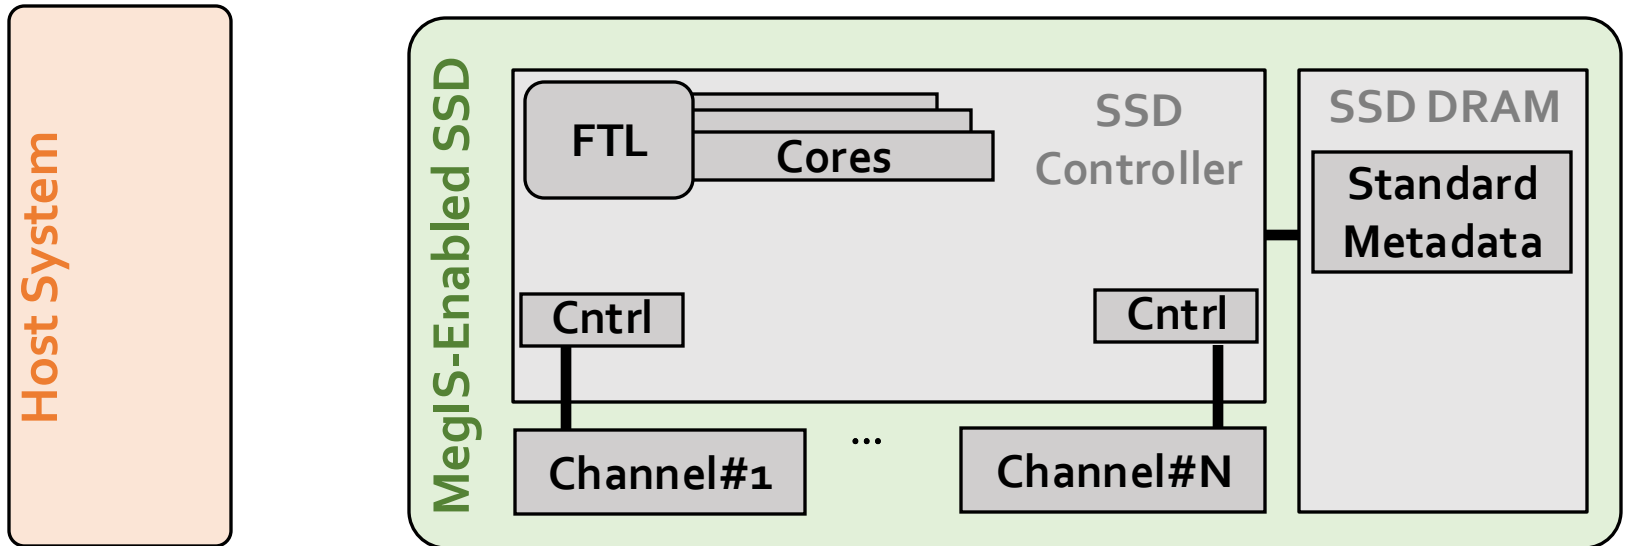 Host System
MegIS-Enabled SSD
FTL
Cores
SSD
Controller
SSD DRAM
Standard
Metadata
Cntrl
Cntrl
Channel#1
...
Channel#N